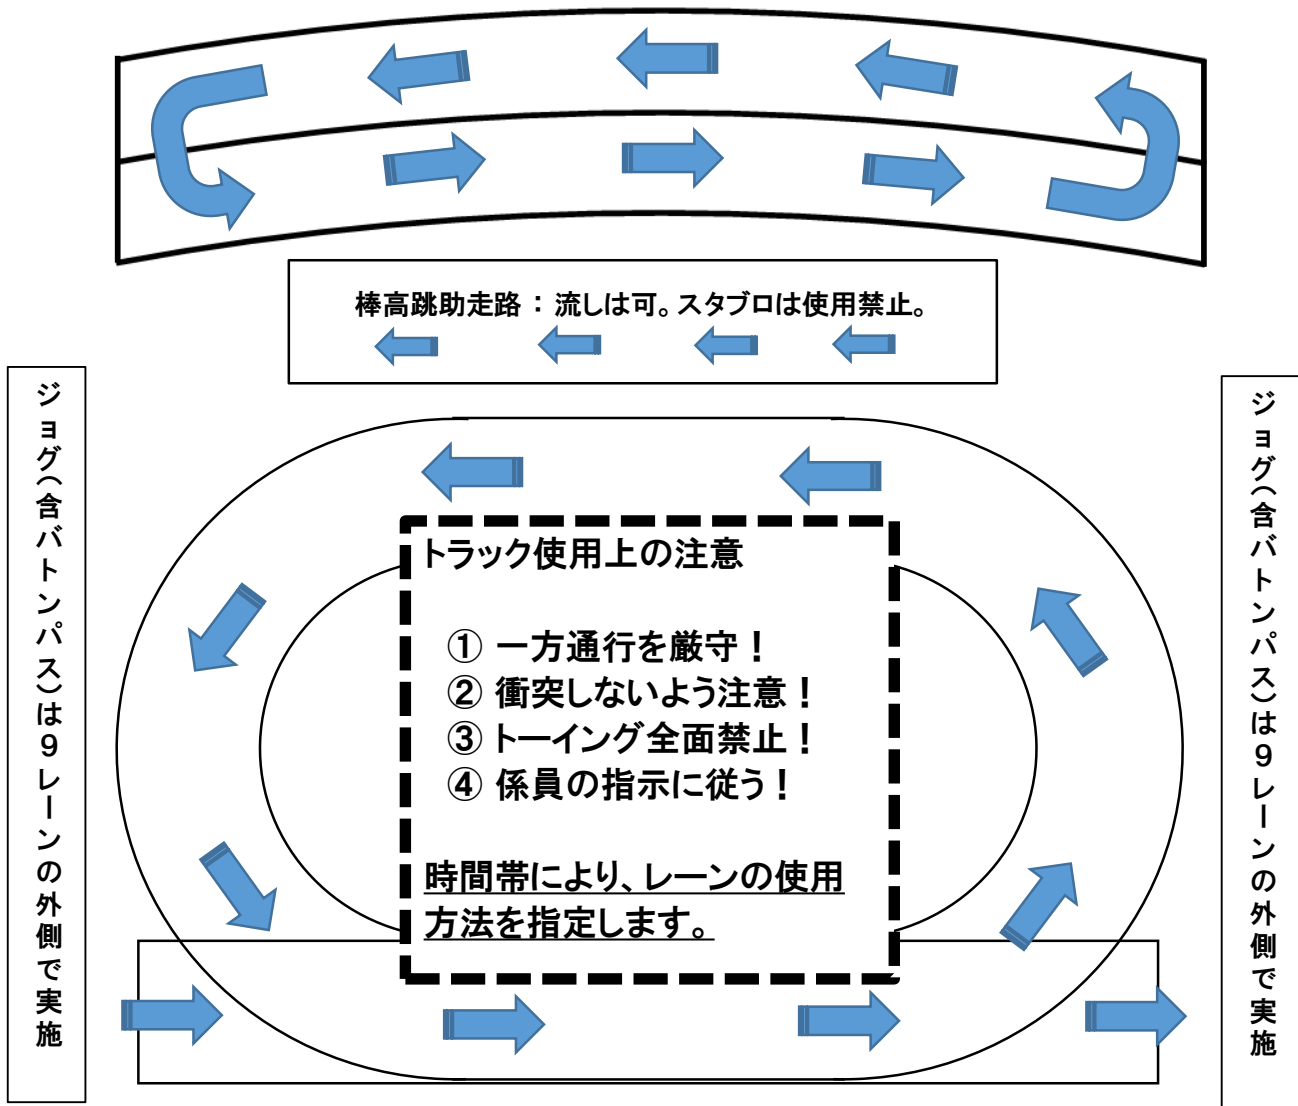 棒高跳助走路：流しは可。スタブロは使用禁止。
ジョグ(含バトンパス)は９レーンの外側で実施
トラック使用上の注意
① 一方通行を厳守！
② 衝突しないよう注意！
③ トーイング全面禁止！
④ 係員の指示に従う！
時間帯により、レーンの使用
方法を指定します。
ジョグ(含バトンパス)は９レーンの外側で実施